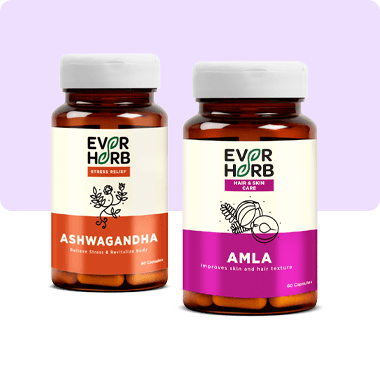 EVER
HERB
STRESS RELIEF
ASHWAGANDHA
Relieve Stress & Revitalize
60 Capsules
EVER
HERB
HAIR & SKIN
CARE
AMLA
Improves skin and hair texture
60 Capsules